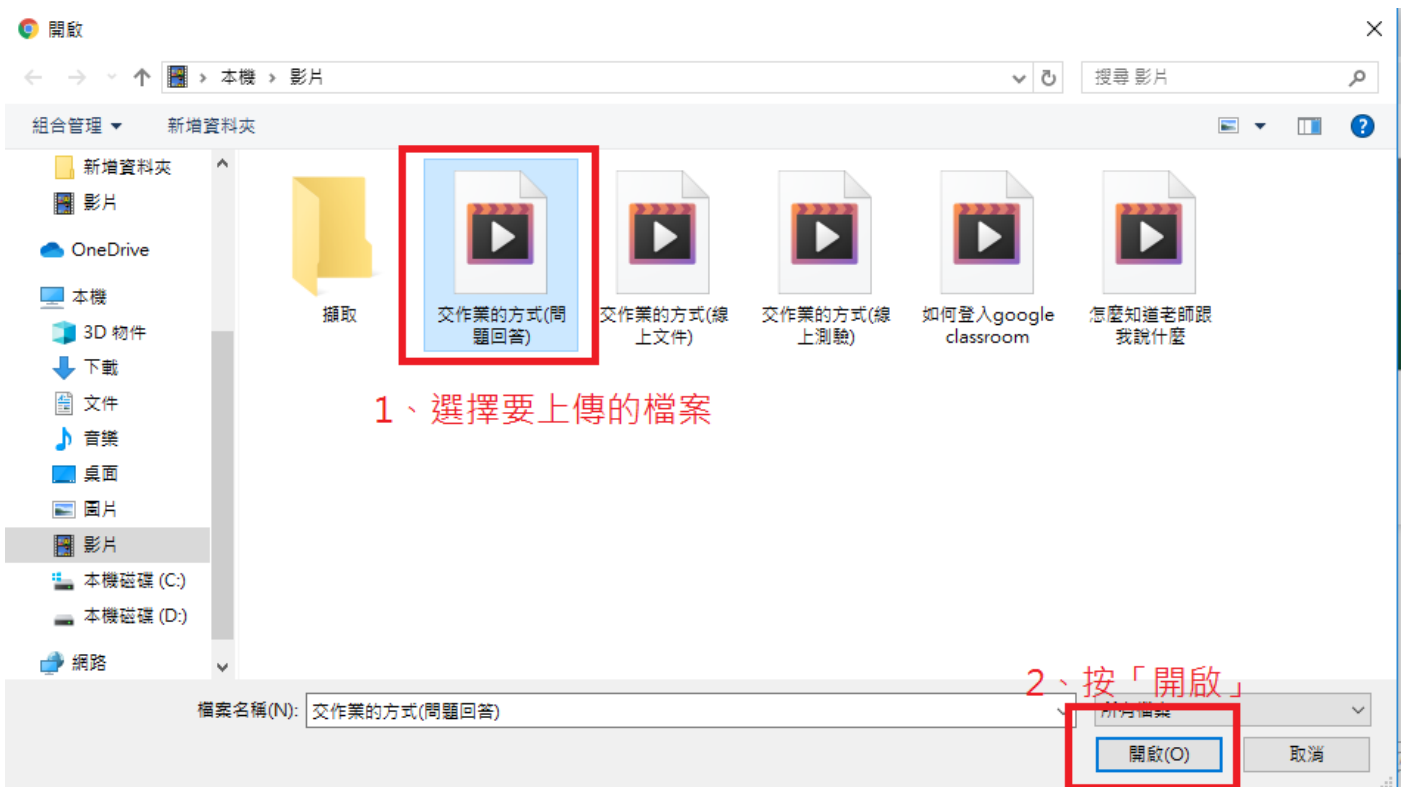 開啟
本機 › 影片
搜尋 影片
組合管理
新增資料夾
新增資料夾
影片
OneDrive
本機
3D 物件
下載
文件
音樂
桌面
圖片
影片
本機磁碟 (C:)
本機磁碟 (D:)
網路
擷取
交作業的方式(問
題回答)
交作業的方式(線
上文件)
交作業的方式(線
上測驗)
如何登入google
classroom
怎麼知道老師跟
我說什麼
1、選擇要上傳的檔案
2、按「開啟」
檔案名稱(N):
交作業的方式(問題回答)
所有檔案
開啟(O)
取消